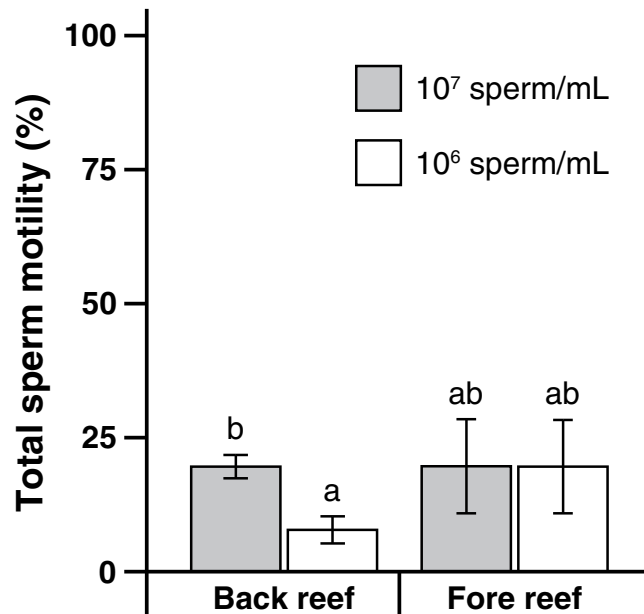 Total sperm motility (%)
100
75
50
25
0
10⁷ sperm/mL
10⁶ sperm/mL
b
a
ab
ab
Back reef
Fore reef